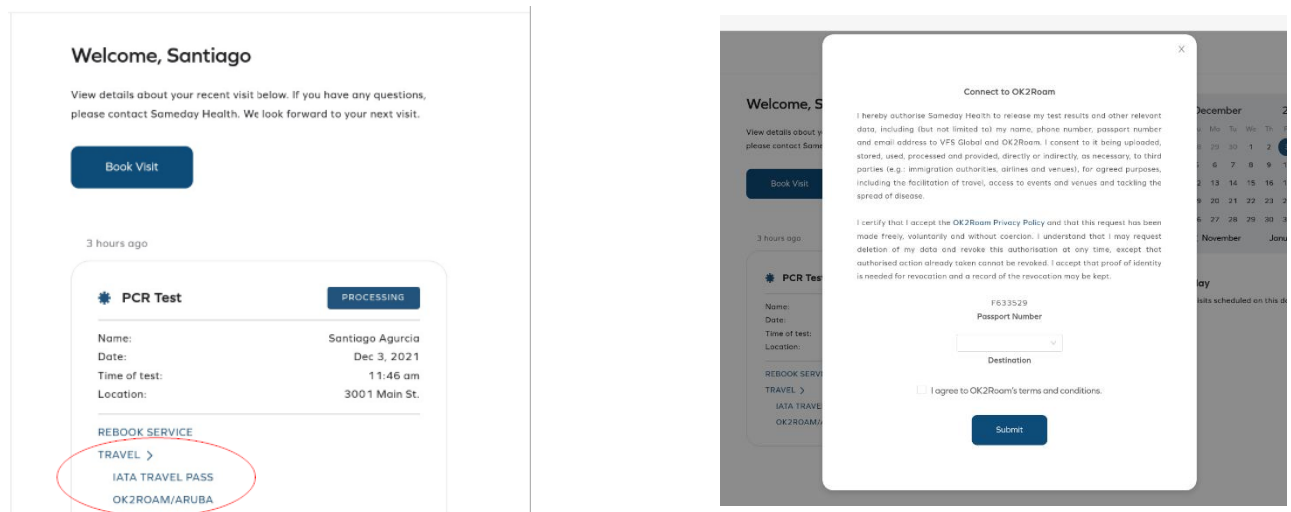 Welcome, Santiago
View details about your recent visit below. If you have any questions,
please contact Sameday Health. We look forward to your next visit.
Book Visit
3 hours ago
PCR Test
PROCESSING
Name:
Santiago Agurcia
Date:
Dec 3, 2021
Time of test:
11:46 am
Location:
3001 Main St.
REBOOK SERVICE
TRAVEL >
IATA TRAVEL PASS
OK2ROAM/ARUBA
Welcome, S
View details about y
please contact Same
Book Visit
3 hours ago
PCR Tes
Name:
Date:
Time of test:
Location:
REBOOK SERVI
TRAVEL >
IATA TRAVE
OK2ROAM/
X
Connect to OK2Roam
I hereby authorise Sameday Health to release my test results and other relevant
data, including (but not limited to) my name, phone number, passport number
and email address to VFS Global and OK2Roam. I consent to it being uploaded,
stored, used, processed and provided, directly or indirectly, as necessary, to third
parties (e.g.: immigration authorities, airlines and venues), for agreed purposes,
including the facilitation of travel, access to events and venues and tackling the
spread of disease.
I certify that I accept the OK2Roam Privacy Policy and that this request has been
made freely, voluntarily and without coercion. I understand that I may request
deletion of my data and revoke this authorisation at any time, except that
authorised action already taken cannot be revoked. I accept that proof of identity
is needed for revocation and a record of the revocation may be kept.
F633529
Passport Number
Destination
I agree to OK2Roam's terms and conditions.
Submit
December 2
Mo Tu We Th
29 30 1 2
6 7 8 9
13 14 15 16
20 21 22 23
27 28 29 30
November